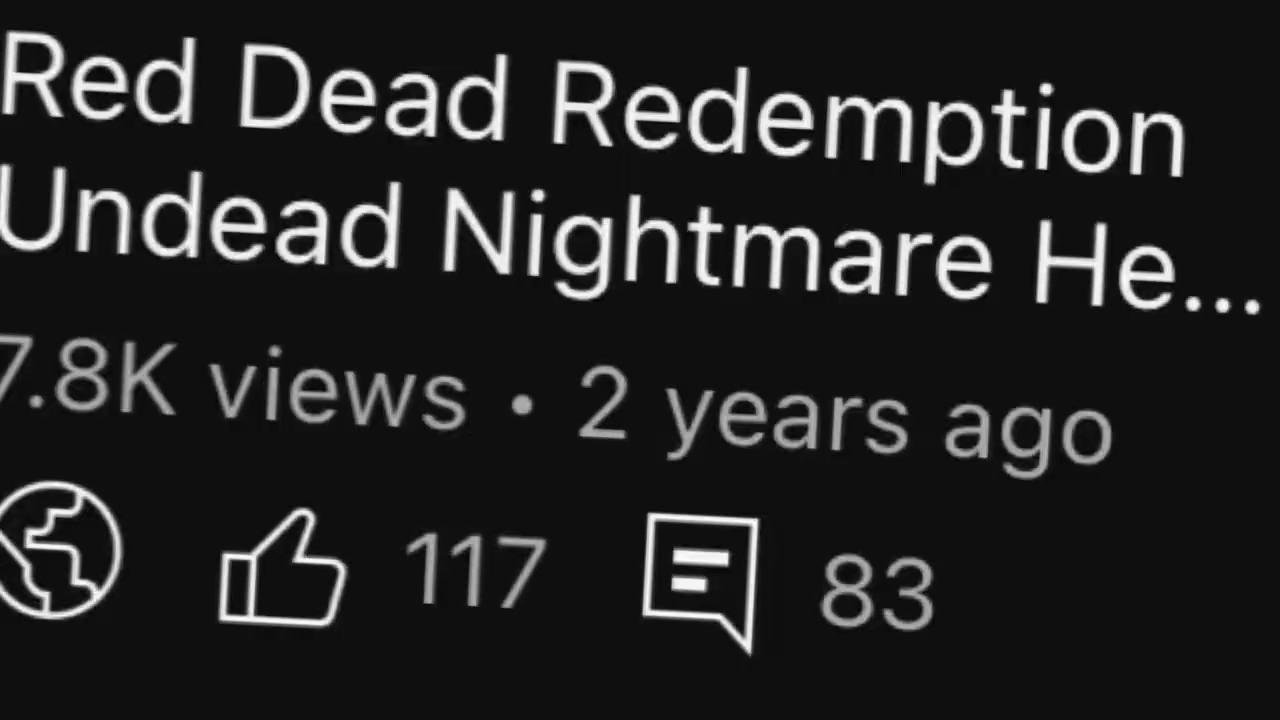 Red Dead Redemption
Undead Nightmare He...
7.8K views • 2 years ago
117 83